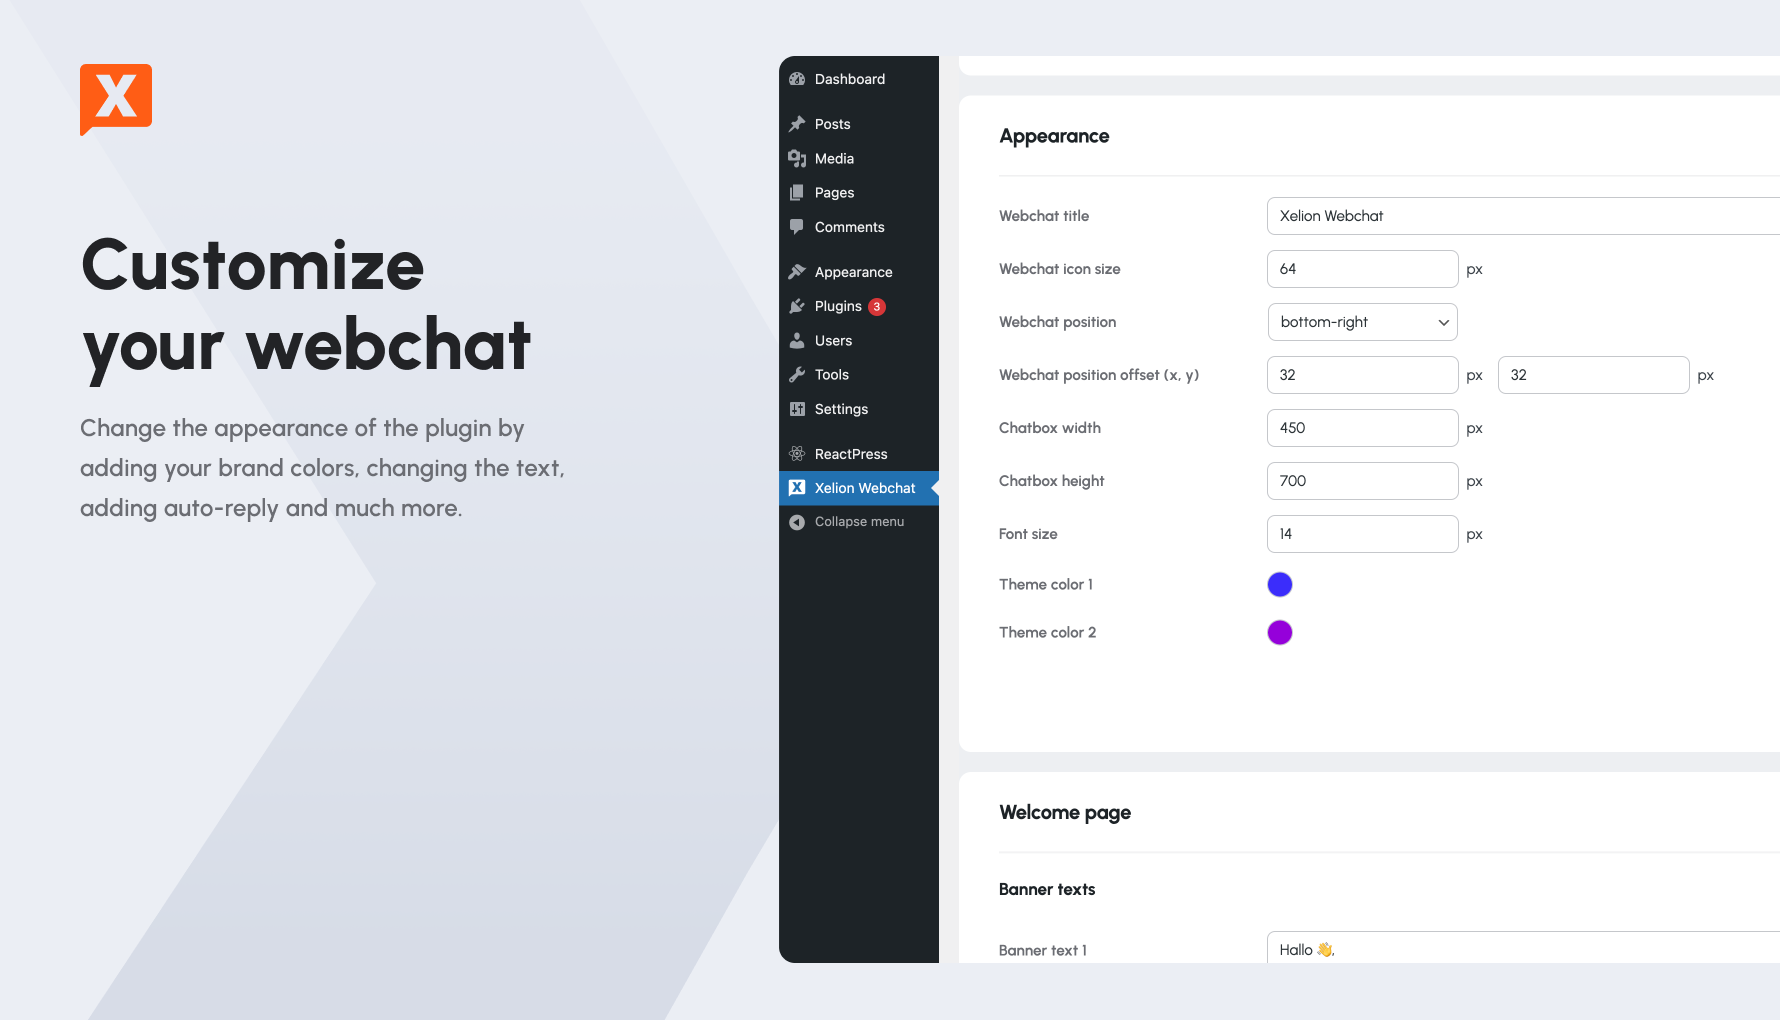 X
Customize
your webchat
Change the appearance of the plugin by
adding your brand colors, changing the text,
adding auto-reply and much more.
Dashboard
Posts
Media
Pages
Comments
Appearance
Plugins 3
Users
Tools
Settings
ReactPress
X Xelion Webchat
Collapse menu
Appearance
Webchat title Xelion Webchat
Webchat icon size 64 px
Webchat position bottom-right
Webchat position offset (x, y) 32 px 32 px
Chatbox width 450 px
Chatbox height 700 px
Font size 14 px
Theme color 1
Theme color 2
Welcome page
Banner texts
Banner text 1 Hallo 👋,